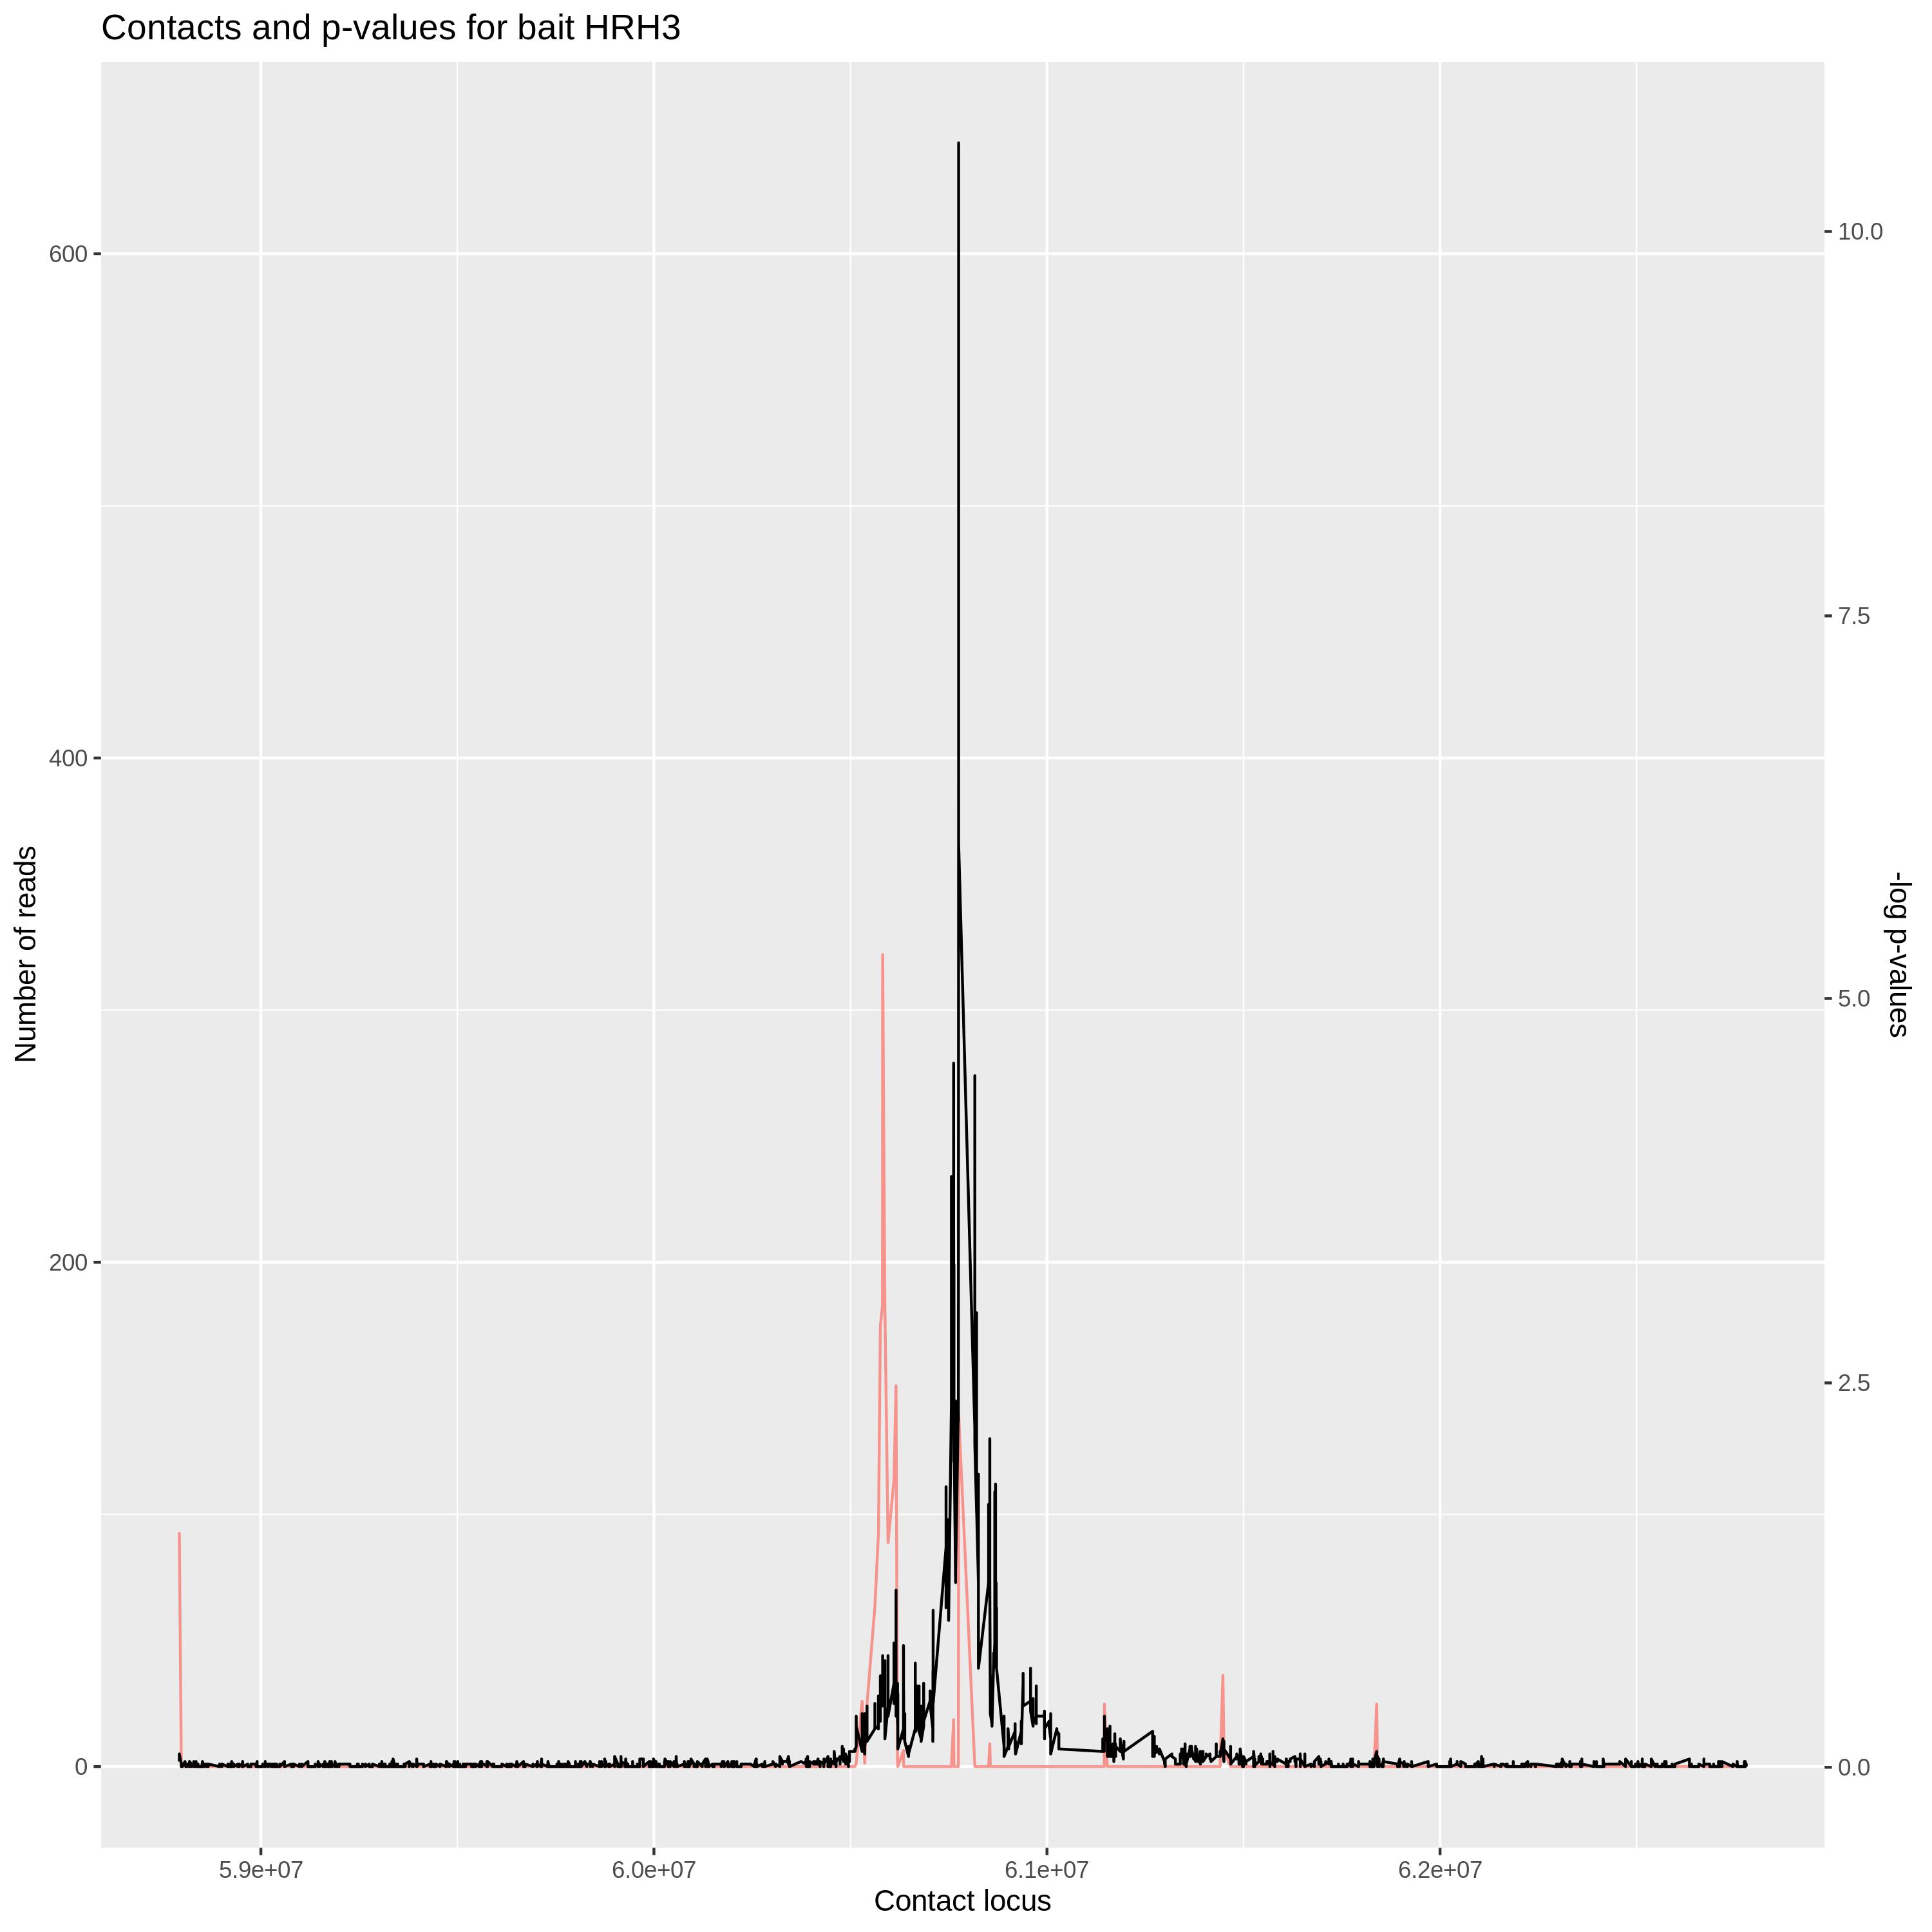 Contacts and p-values for bait HRH3
600
400
200
0
Number of reads
10.0
7.5
5.0
2.5
0.0
-log p-values
5.9e+07 6.0e+07 6.1e+07 6.2e+07
Contact locus